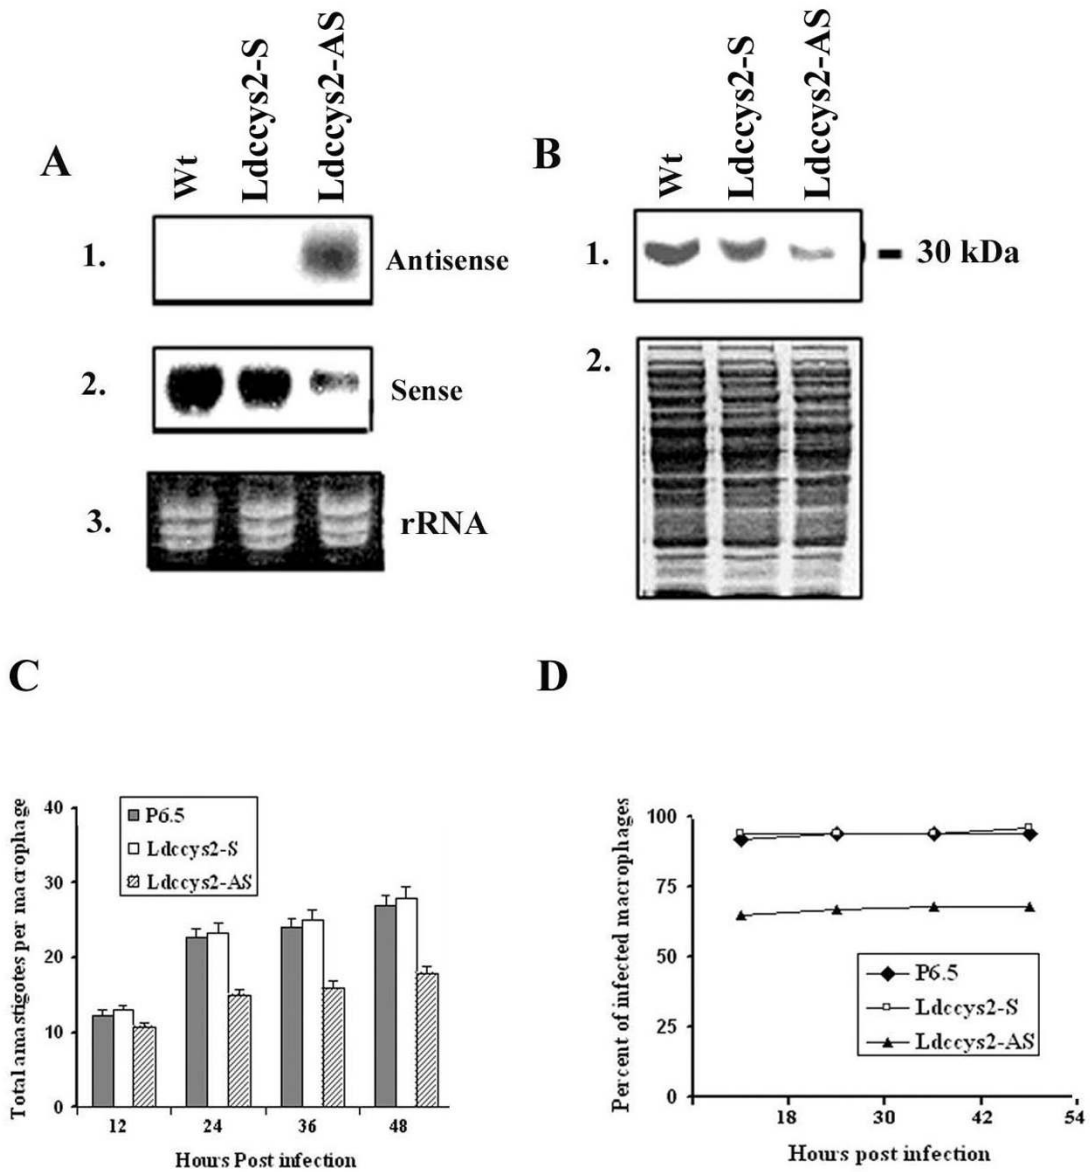 A
Wt
Ldccys2-S
Ldccys2-AS
1.
Antisense
2.
Sense
3.
rRNA
B
Wt
Ldccys2-S
Ldccys2-AS
1.
30 kDa
2.
C
Total amastigotes per macrophage
40
30
20
10
0
P6.5
Ldccys2-S
Ldccys2-AS
12
24
36
48
Hours Post infection
D
Percent of infected macrophages
100
75
50
25
0
P6.5
Ldccys2-S
Ldccys2-AS
18
30
42
54
Hours post infection